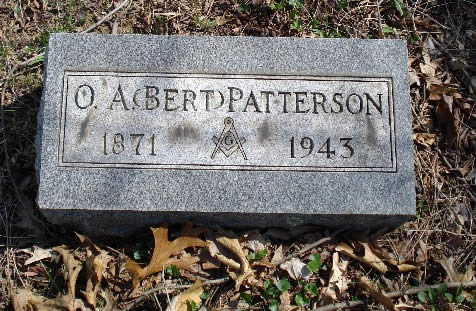 O. A. (BERT) PATTERSON
1871 G 1943